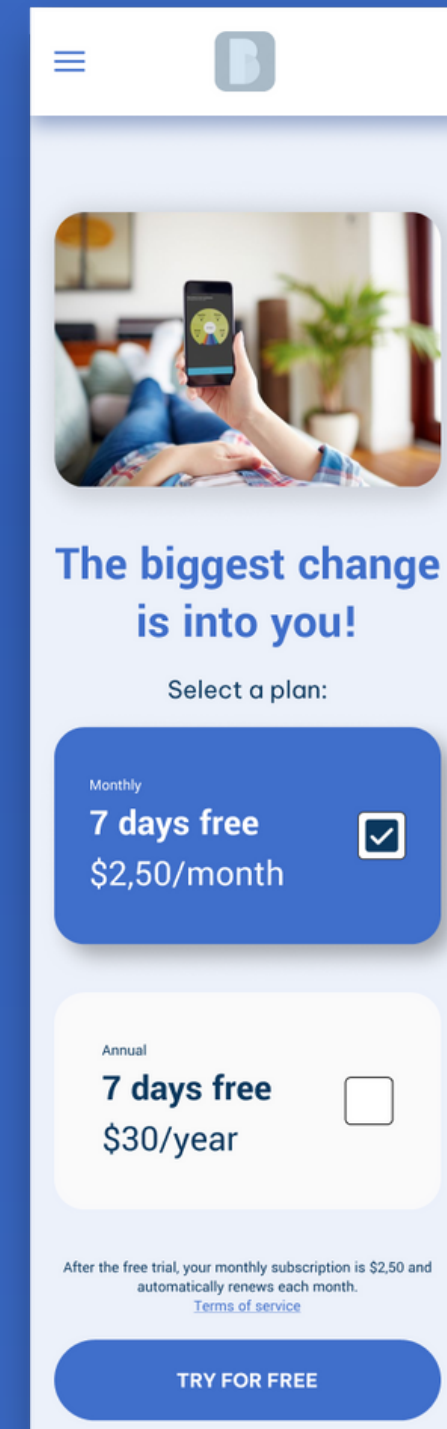 B
The biggest change
is into you!
Select a plan:
Monthly
7 days free
$2,50/month
Annual
7 days free
$30/year
After the free trial, your monthly subscription is $2,50 and
automatically renews each month.
Terms of service
TRY FOR FREE